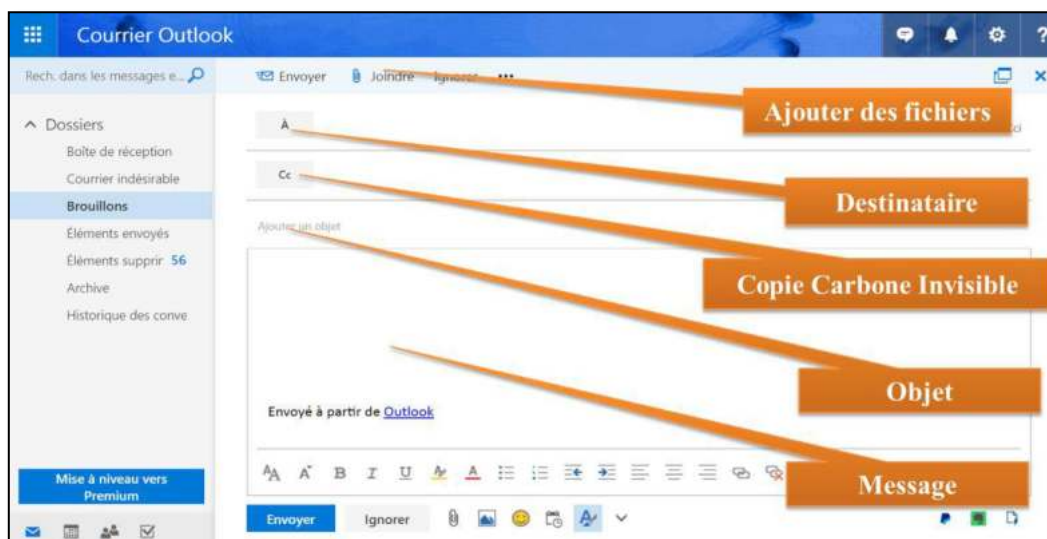 Courrier Outlook
?
Rech. dans les messages e...
Envoyer Joindre Ignorer •••
Ajouter des fichiers
Dossiers
À
Boîte de réception
Courrier indésirable
Cc
Destinataire
Brouillons
Ajouter un objet
Éléments envoyés
Éléments supprir 56
Copie Carbone Invisible
Archive
Historique des conve
Objet
Envoyé à partir de Outlook
Mise à niveau vers
Premium
Message
Envoyer Ignorer